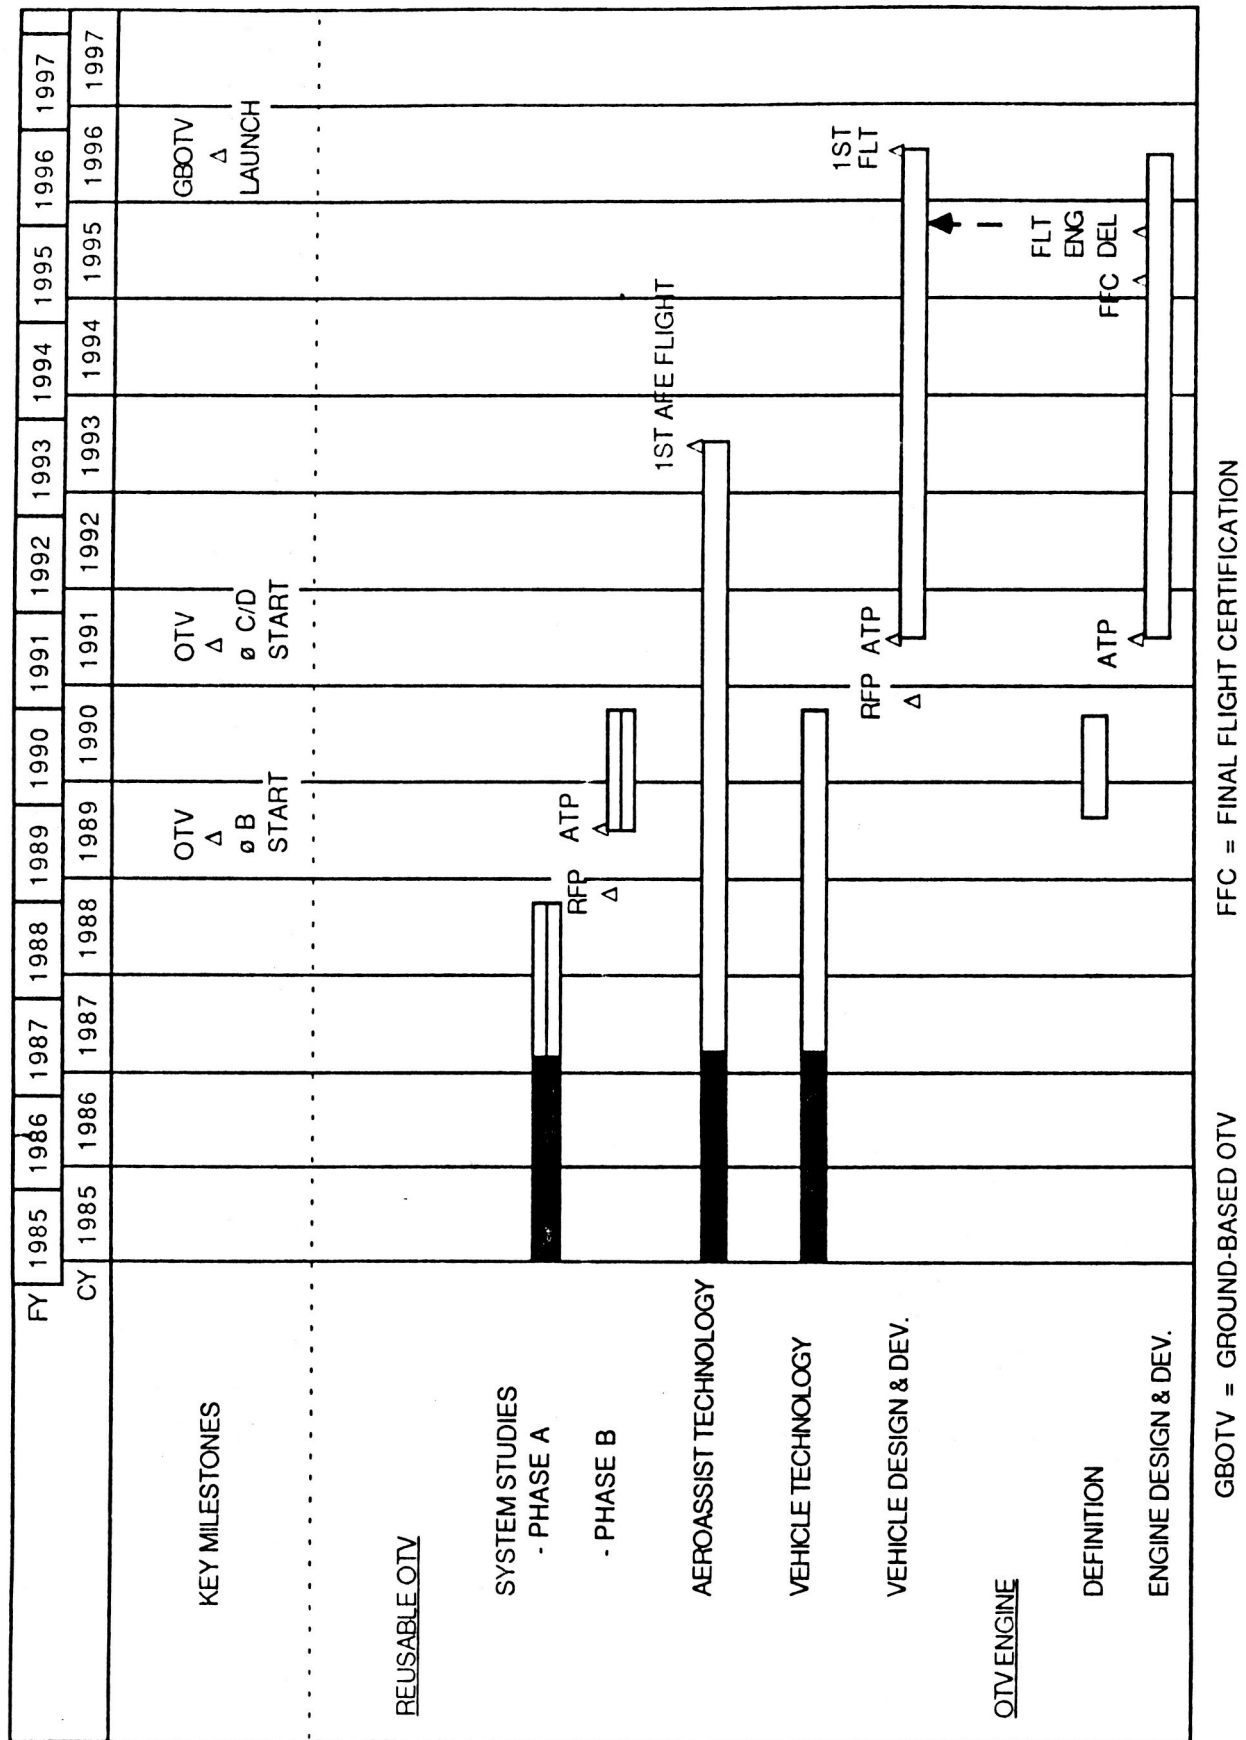 FY 1985 1986 1987 1988 1989 1990 1991 1992 1993 1994 1995 1996 1997
CY 1985 1986 1987 1988 1989 1990 1991 1992 1993 1994 1995 1996 1997
KEY MILESTONES
OTV
ø B
START
OTV
ø C/D
START
GBOTV
LAUNCH
REUSABLE OTV
SYSTEM STUDIES
- PHASE A
- PHASE B
RFP
ATP
AEROASSIST TECHNOLOGY
1ST AFE FLIGHT
VEHICLE TECHNOLOGY
VEHICLE DESIGN & DEV.
RFP
ATP
1ST
FLT
OTV ENGINE
DEFINITION
ENGINE DESIGN & DEV.
ATP
FFC
FLT
ENG
DEL
GBOTV = GROUND-BASED OTV
FFC = FINAL FLIGHT CERTIFICATION